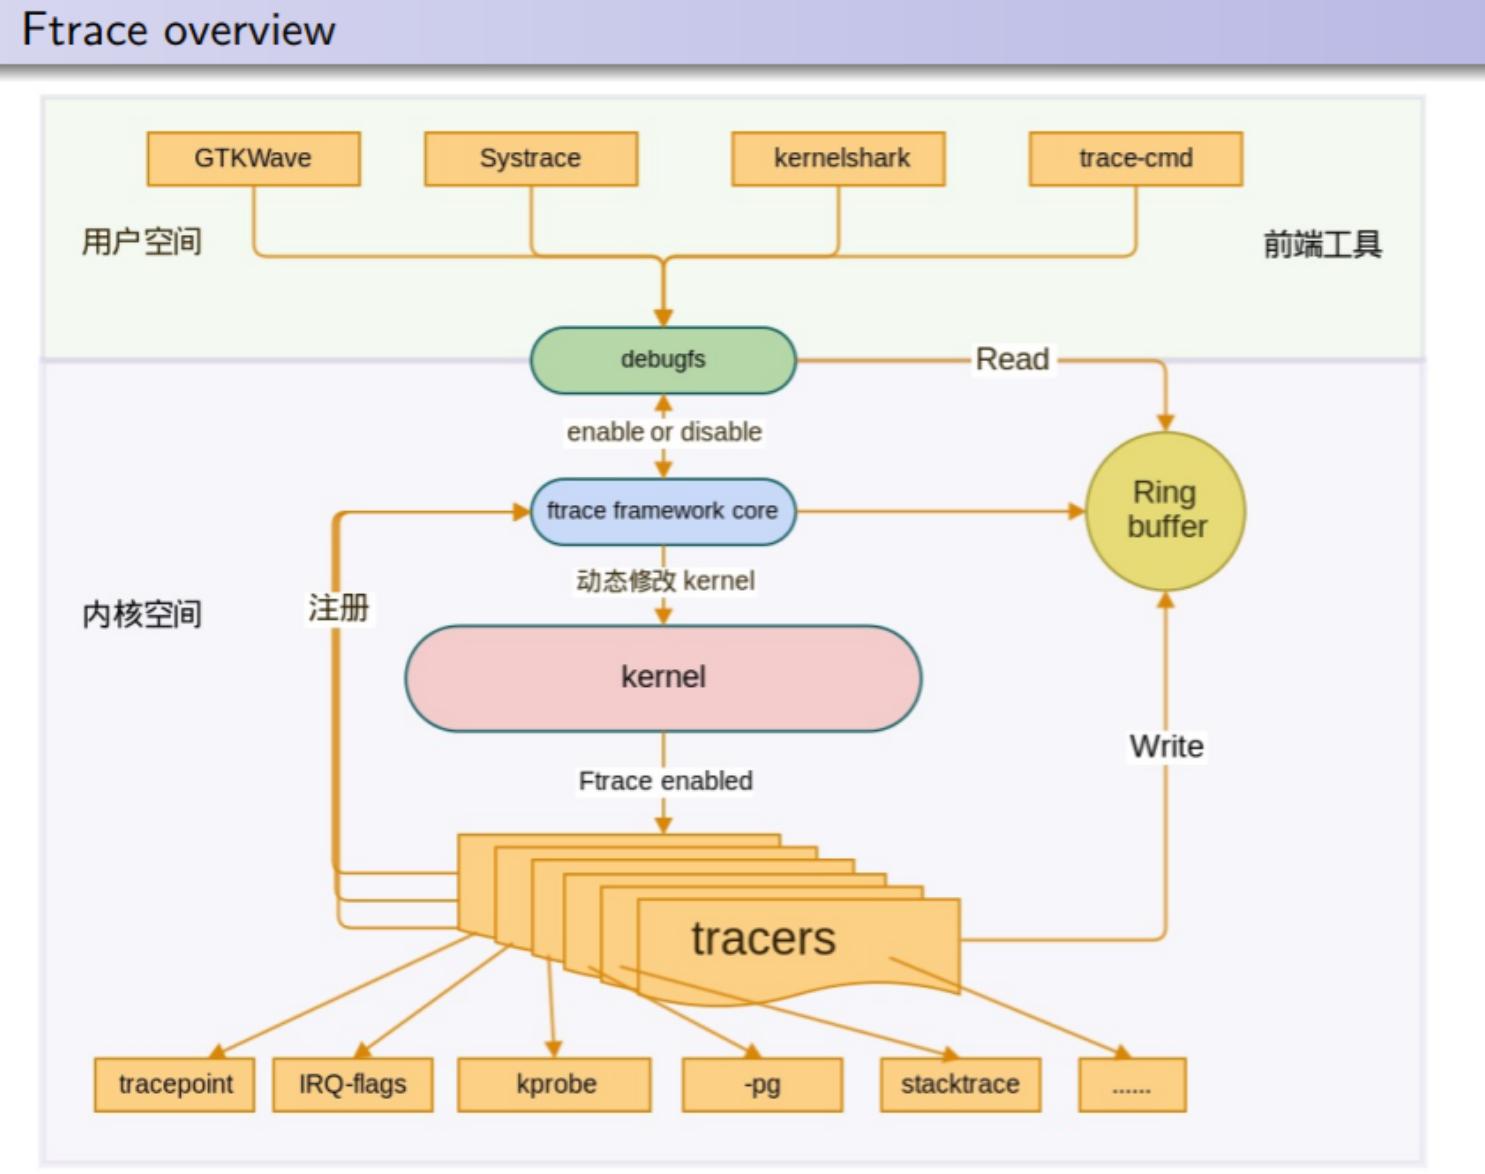 Ftrace overview
GTKWave
Systrace
kernelshark
trace-cmd
用户空间
前端工具
debugfs
Read
enable or disable
ftrace framework core
Ring
buffer
动态修改 kernel
注册
内核空间
kernel
Write
Ftrace enabled
tracers
tracepoint
IRQ-flags
kprobe
-pg
stacktrace
......